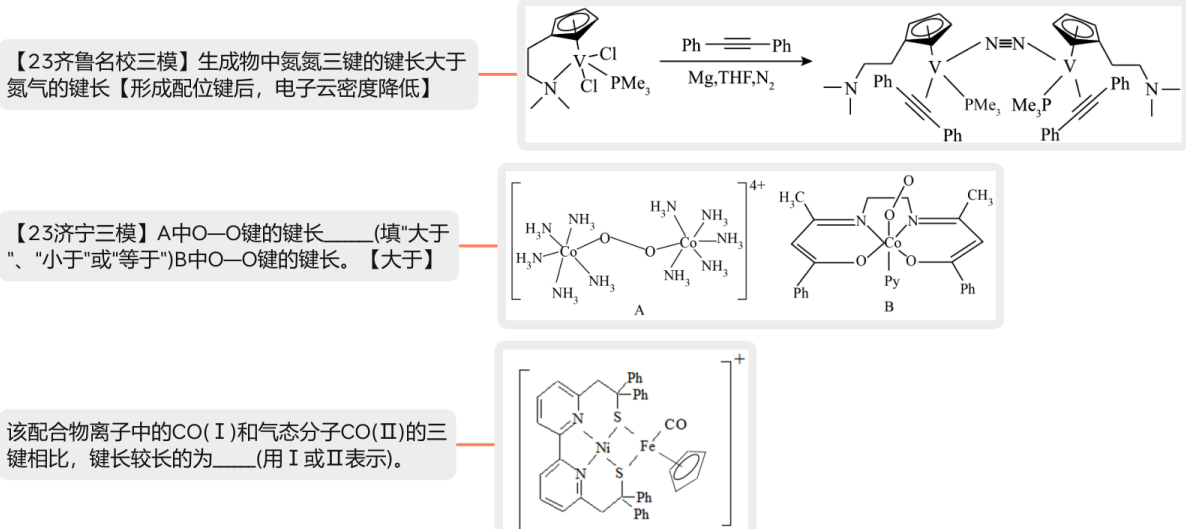 【23齐鲁名校三模】生成物中氮氮三键的键长大于
氮气的键长【形成配位键后，电子云密度降低】
V
Cl
Cl
N
PMe₃
Ph
Ph
Mg,THF,N₂
N≡N
V
V
Ph
Ph
N
PMe₃
Me₃P
N
Ph
Ph
【23济宁三模】A中O—O键的键长____(填"大于
"、"小于"或"等于")B中O—O键的键长。【大于】
4+
H₃N
NH₃
H₃N
NH₃
O
NH₃
H₃N
Co
O
Co
NH₃
NH₃
NH₃
NH₃
NH₃
A
O
H₃C
O
CH₃
N
N
Co
O
O
Ph
Py
Ph
B
该配合物离子中的CO(Ⅰ)和气态分子CO(Ⅱ)的三
键相比，键长较长的为____(用Ⅰ或Ⅱ表示)。
+
Ph
Ph
S
N
CO
Ni
Fe
N
S
Ph
Ph